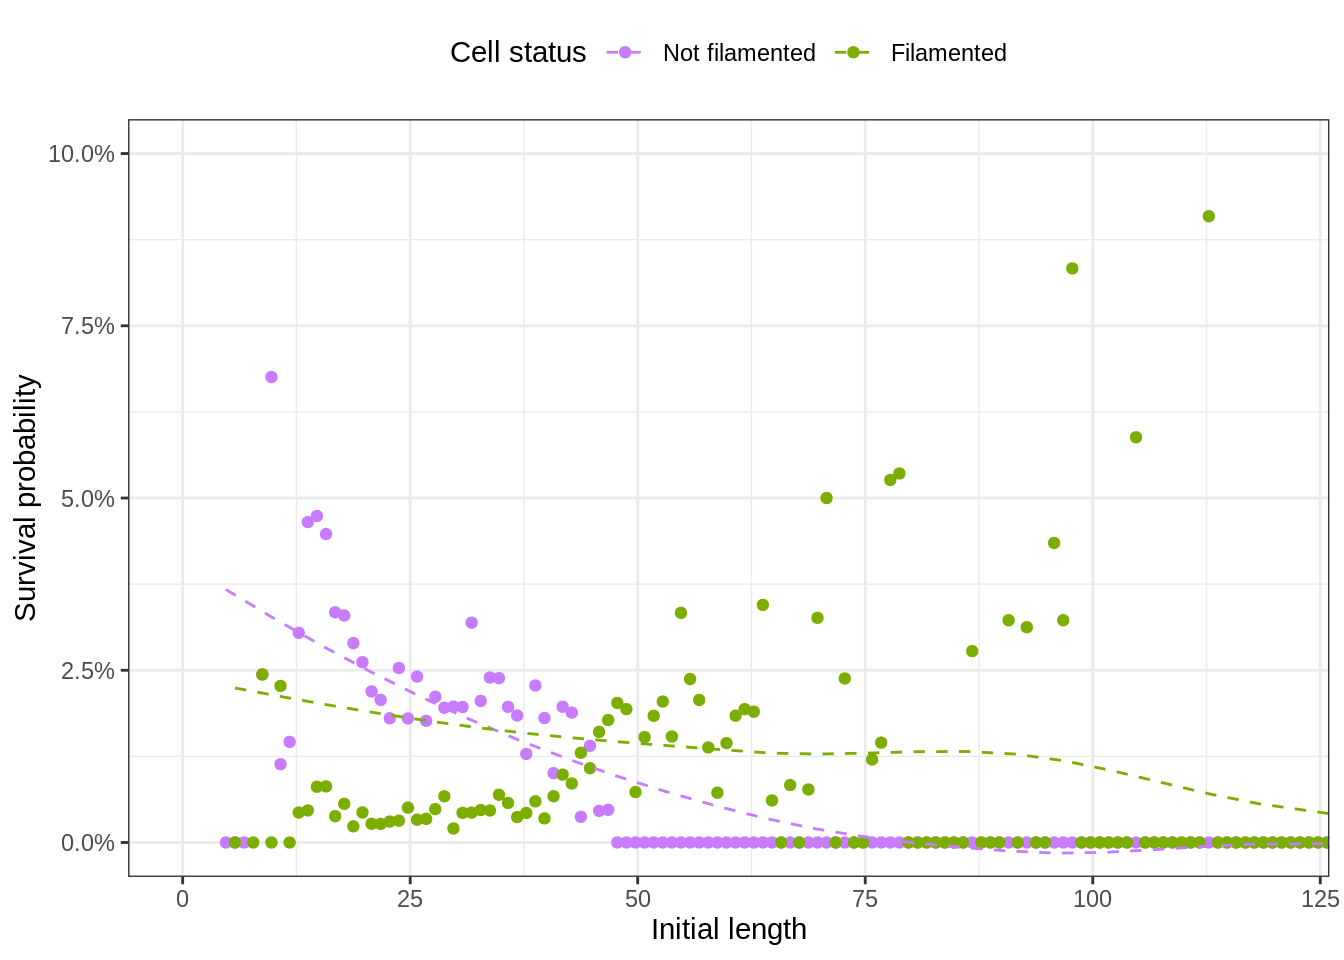 Cell status Not filamented Filamented
10.0%
7.5%
5.0%
2.5%
0.0%
Survival probability
0 25 50 75 100 125
Initial length